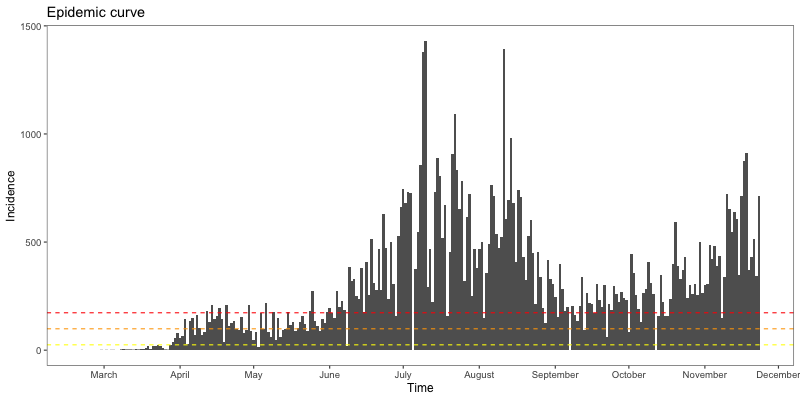 Epidemic curve
1500
1000
500
0
Incidence
March April May June July August September October November December
Time